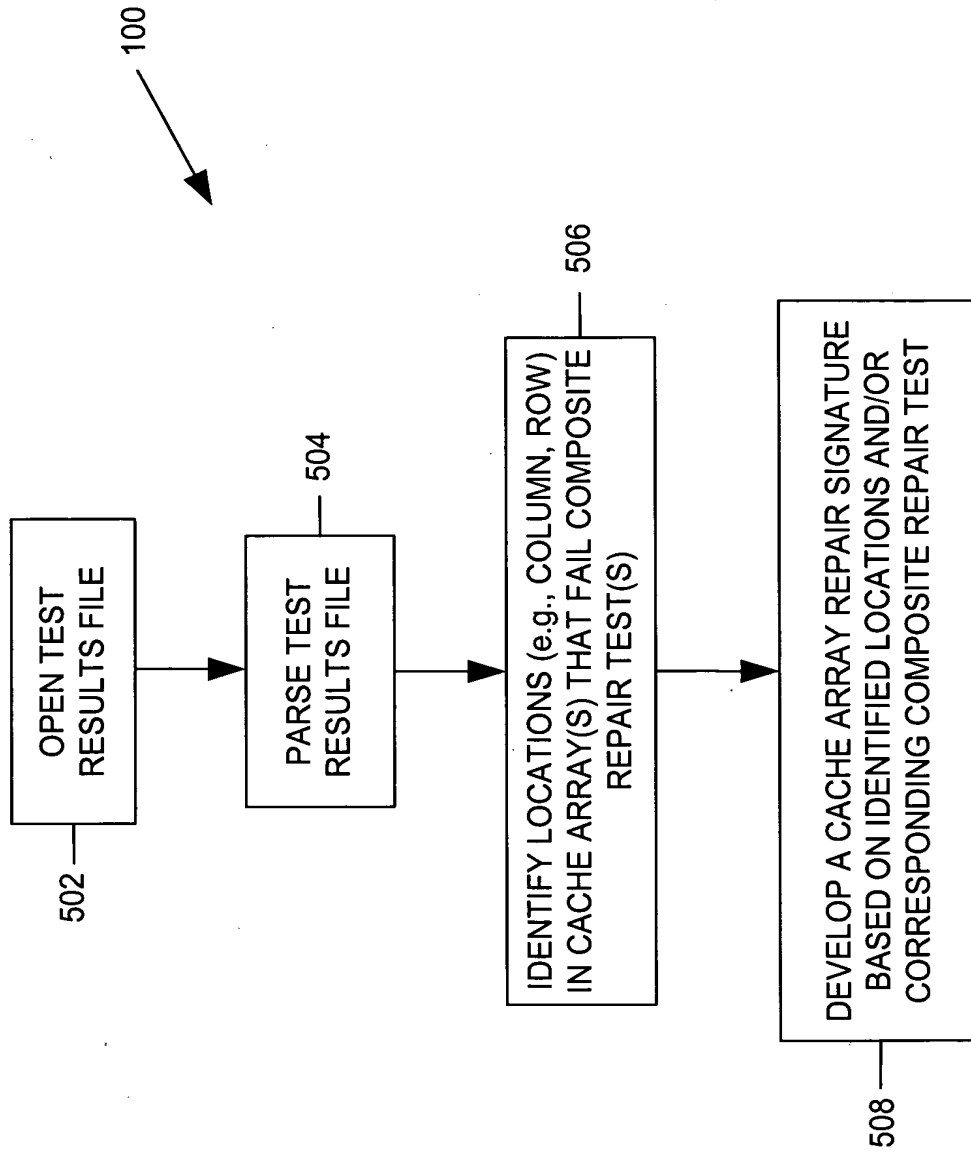 100
OPEN TEST
RESULTS FILE
502
PARSE TEST
RESULTS FILE
504
IDENTIFY LOCATIONS (e.g., COLUMN, ROW)
IN CACHE ARRAY(S) THAT FAIL COMPOSITE
REPAIR TEST(S)
506
DEVELOP A CACHE ARRAY REPAIR SIGNATURE
BASED ON IDENTIFIED LOCATIONS AND/OR
CORRESPONDING COMPOSITE REPAIR TEST
508